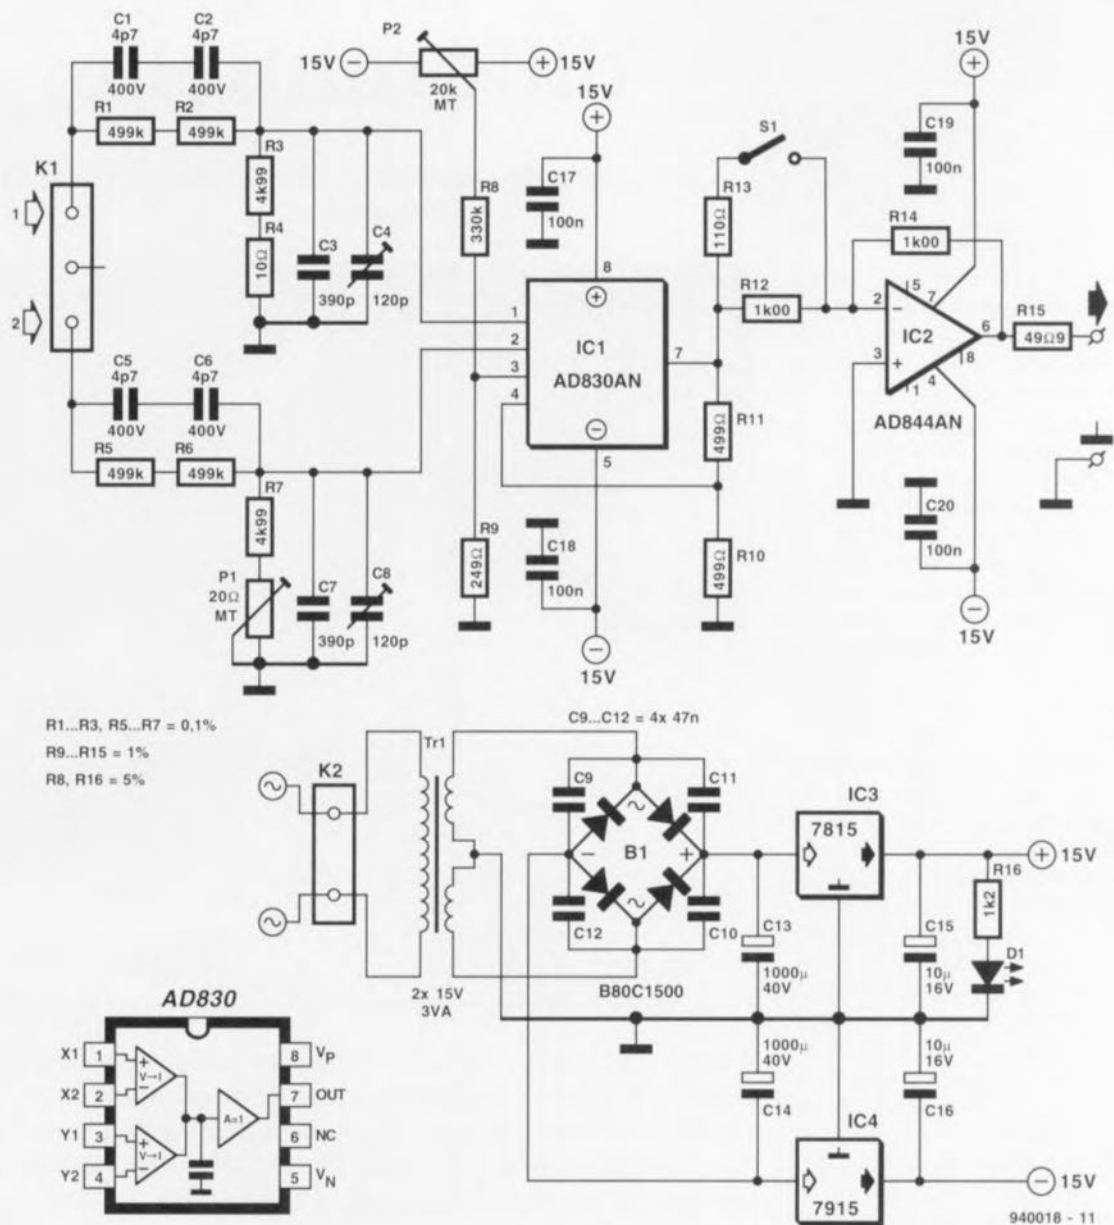 C1
4p7
400V
C2
4p7
400V
R1
499k
R2
499k
K1
1
2
R3
4k99
R4
10Ω
C3
390p
C4
120p
C5
4p7
400V
C6
4p7
400V
R5
499k
R6
499k
R7
4k99
P1
20Ω
MT
C7
390p
C8
120p
P2
15V
15V
20k
MT
15V
C17
100n
R8
330k
R9
249Ω
C18
100n
15V
8
1
2
3
4
7
5
IC1
AD830AN
S1
R13
110Ω
R12
1k00
R11
499Ω
R10
499Ω
15V
C19
100n
R14
1k00
2
3
5
7
6
8
4
1
IC2
AD844AN
R15
49Ω9
C20
100n
15V
R1...R3, R5...R7 = 0,1%
R9...R15 = 1%
R8, R16 = 5%
K2
Tr1
2x 15V
3VA
C9...C12 = 4x 47n
C9
C11
B1
C12
C10
B80C1500
C13
1000µ
40V
1000µ
40V
C14
IC3
7815
IC4
7915
C15
10µ
16V
10µ
16V
C16
R16
1k2
D1
15V
15V
940018 - 11
AD830
X1 1
X2 2
Y1 3
Y2 4
8 VP
7 OUT
6 NC
5 VN
V→I
V→I
A=1